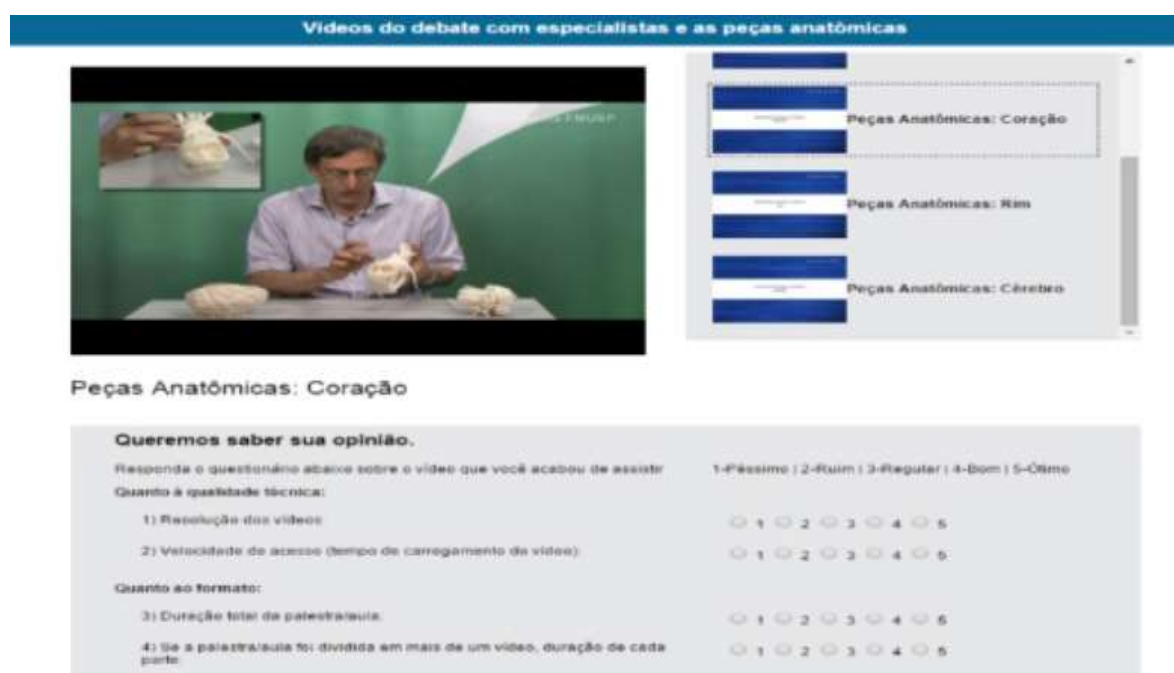 Vídeos do debate com especialistas e as peças anatômicas
FMUSP
Peças Anatômicas: Coração
Peças Anatômicas: Rim
Peças Anatômicas: Cérebro
Peças Anatômicas: Coração
Queremos saber sua opinião.
Responda o questionário abaixo sobre o vídeo que você acabou de assistir
1-Péssimo | 2-Ruim | 3-Regular | 4-Bom | 5-Ótimo
Quanto à qualidade técnica:
1) Resolução dos vídeos
1 2 3 4 5
2) Velocidade de acesso (tempo de carregamento do vídeo):
1 2 3 4 5
Quanto ao formato:
3) Duração total da palestra/aula.
1 2 3 4 5
4) Se a palestra/aula foi dividida em mais de um vídeo, duração de cada
parte:
1 2 3 4 5